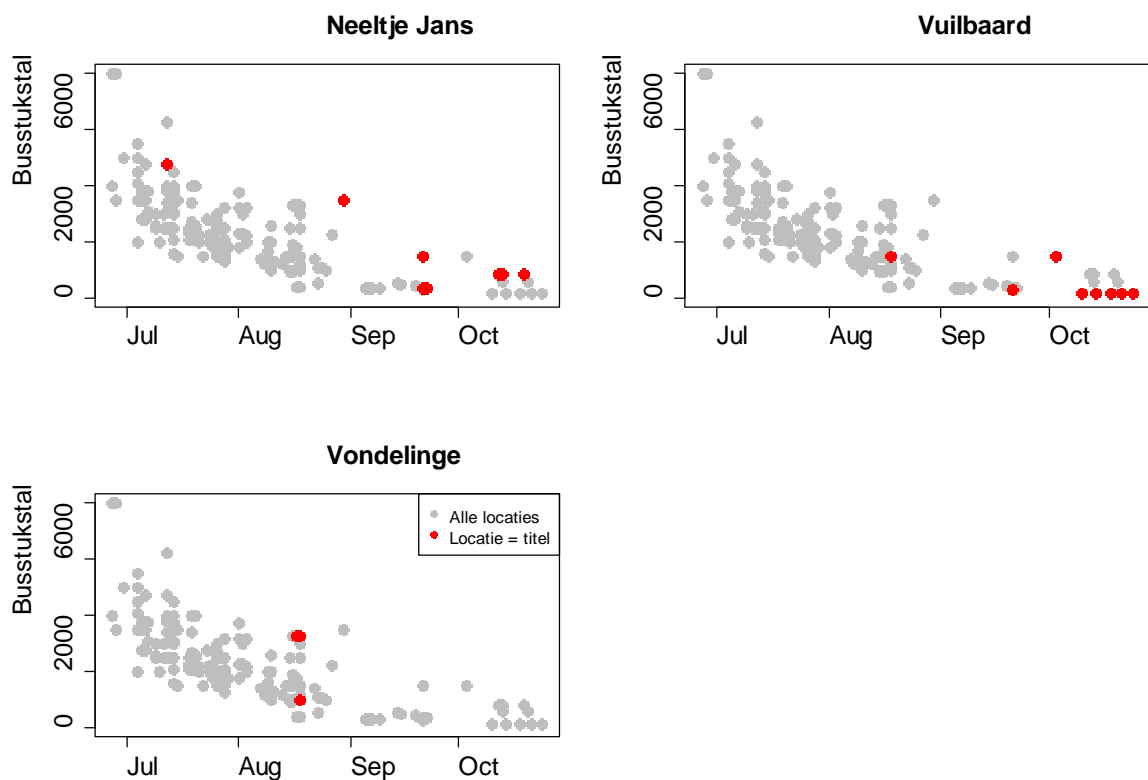 Neeltje Jans
Busstukstal
0 2000 6000
Jul Aug Sep Oct
Vuilbaard
Busstukstal
0 2000 6000
Jul Aug Sep Oct
Vondelinge
Busstukstal
0 2000 6000
Jul Aug Sep Oct
Alle locaties
Locatie = titel